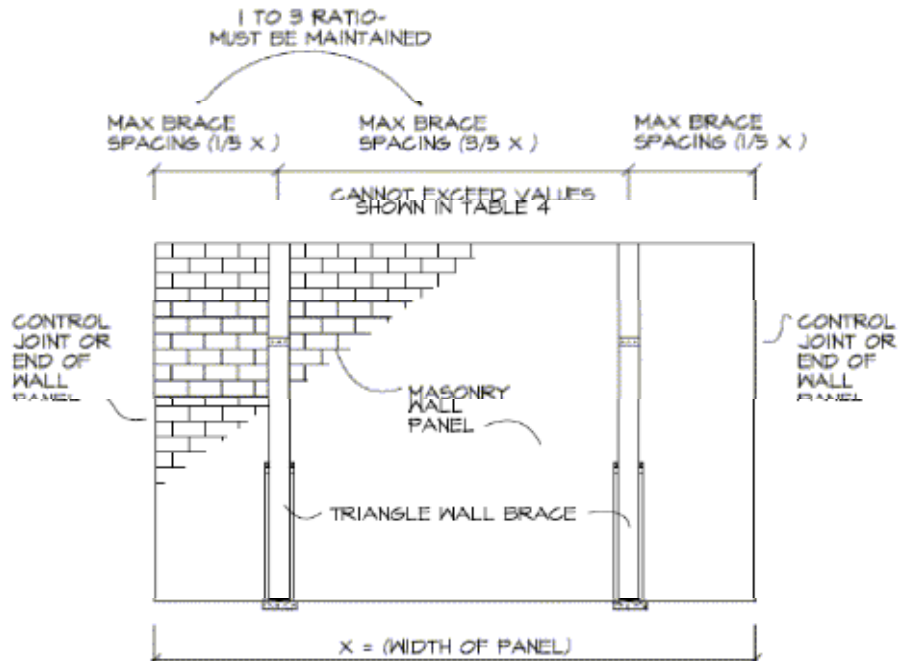 1 TO 3 RATIO-
MUST BE MAINTAINED
MAX BRACE
SPACING (1/5 X )
MAX BRACE
SPACING (3/5 X )
MAX BRACE
SPACING (1/5 X )
CANNOT EXCEED VALUES
SHOWN IN TABLE 4
CONTROL
JOINT OR
END OF
WALL
PANEL
CONTROL
JOINT OR
END OF
WALL
PANEL
MASONRY
WALL
PANEL
TRIANGLE WALL BRACE
X = (WIDTH OF PANEL)